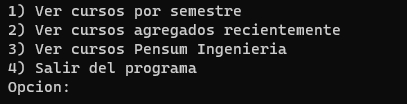 1) Ver cursos por semestre
2) Ver cursos agregados recientemente
3) Ver cursos Pensum Ingenieria
4) Salir del programa
Opcion: